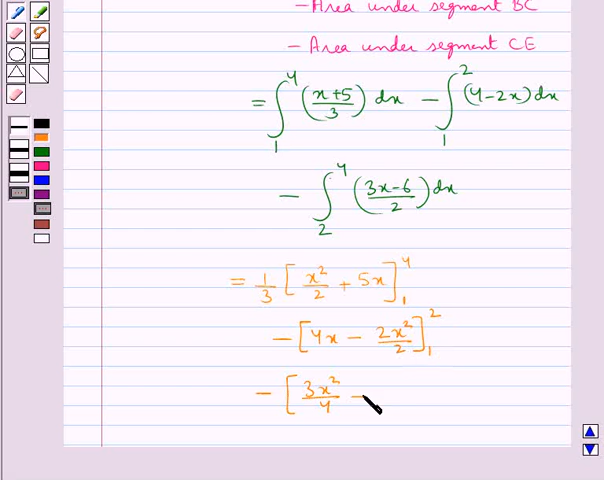 - Area under segment BC
- Area under segment CE
= ∫₁⁴ ((x+5)/3) dx - ∫₁² (4-2x)dx
- ∫₂⁴ ((3x-6)/2) dx
= 1/3 [x²/2 + 5x]₁⁴
- [4x - 2x²/2]₁²
- [3x²/4 -